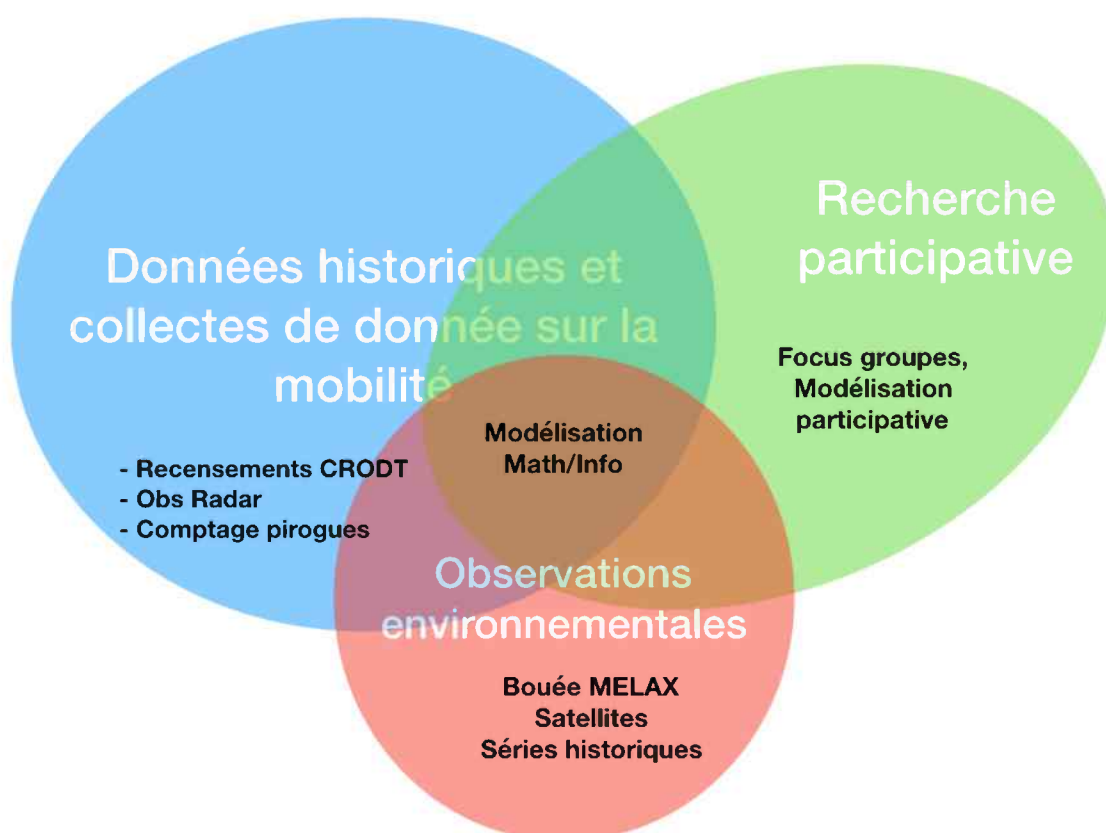 Données historiques et
collectes de donnée sur la
mobilité
- Recensements CRODT
- Obs Radar
- Comptage pirogues
Recherche
participative
Focus groupes,
Modélisation
participative
Modélisation
Math/Info
Observations
environnementales
Bouée MELAX
Satellites
Séries historiques